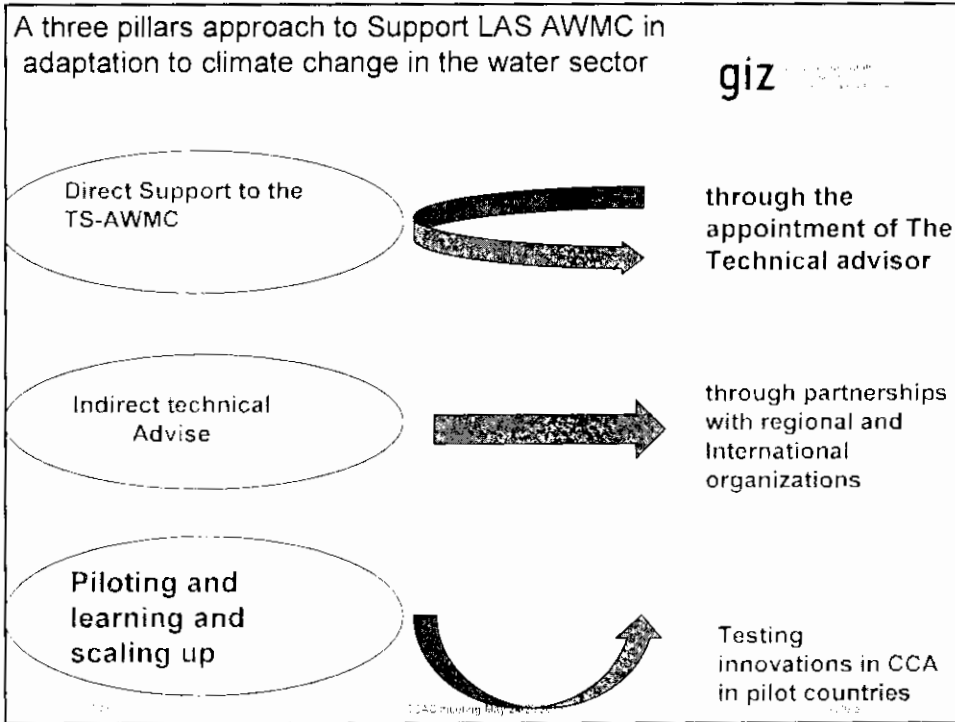 A three pillars approach to Support LAS AWMC in
adaptation to climate change in the water sector
giz
Direct Support to the
TS-AWMC
through the
appointment of The
Technical advisor
Indirect technical
Advise
through partnerships
with regional and
International
organizations
Piloting and
learning and
scaling up
Testing
innovations in CCA
in pilot countries
meeting May